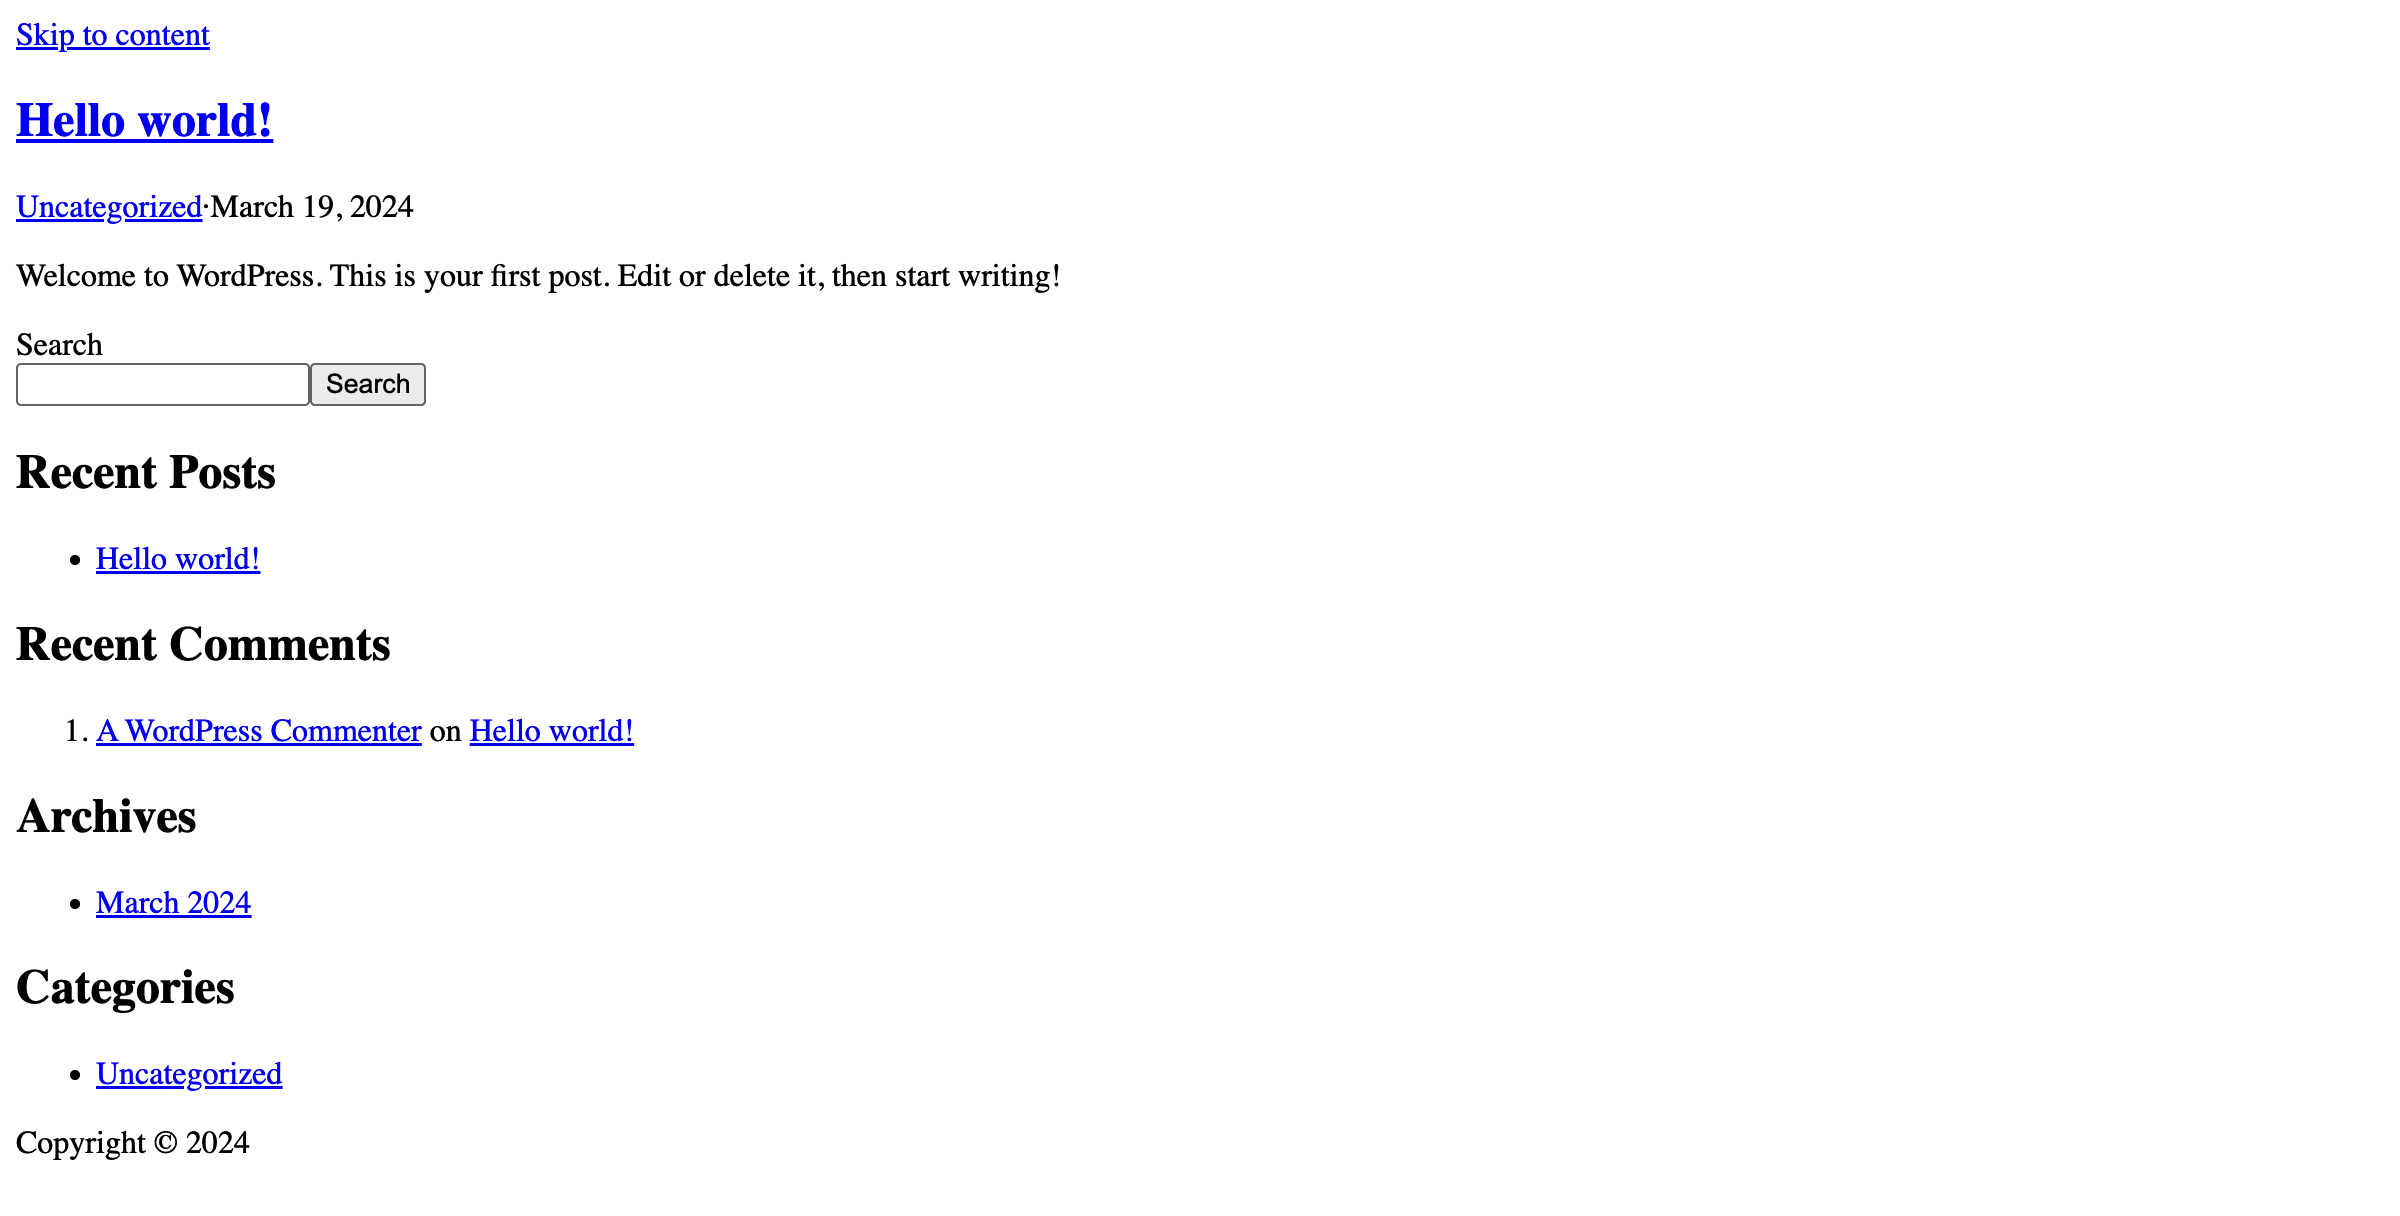 Skip to content
Hello world!
Uncategorized·March 19, 2024
Welcome to WordPress. This is your first post. Edit or delete it, then start writing!
Search
Search
Recent Posts
• Hello world!
Recent Comments
1. A WordPress Commenter on Hello world!
Archives
• March 2024
Categories
• Uncategorized
Copyright © 2024